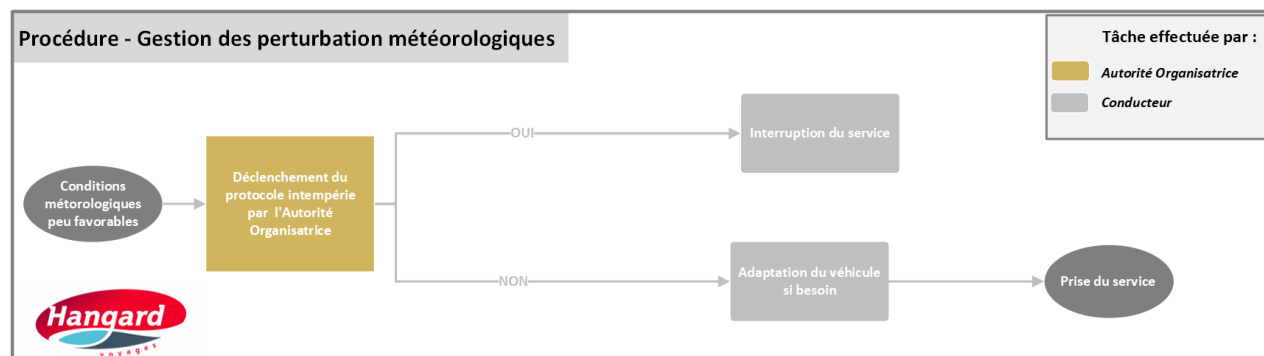 Procédure - Gestion des perturbation météorologiques
Tâche effectuée par :
Autorité Organisatrice
Conducteur
OUI
Interruption du service
Conditions
métorologiques
peu favorables
Déclenchement du
protocole intempérie
par l'Autorité
Organisatrice
NON
Adaptation du véhicule
si besoin
Prise du service
Hangard
voyages